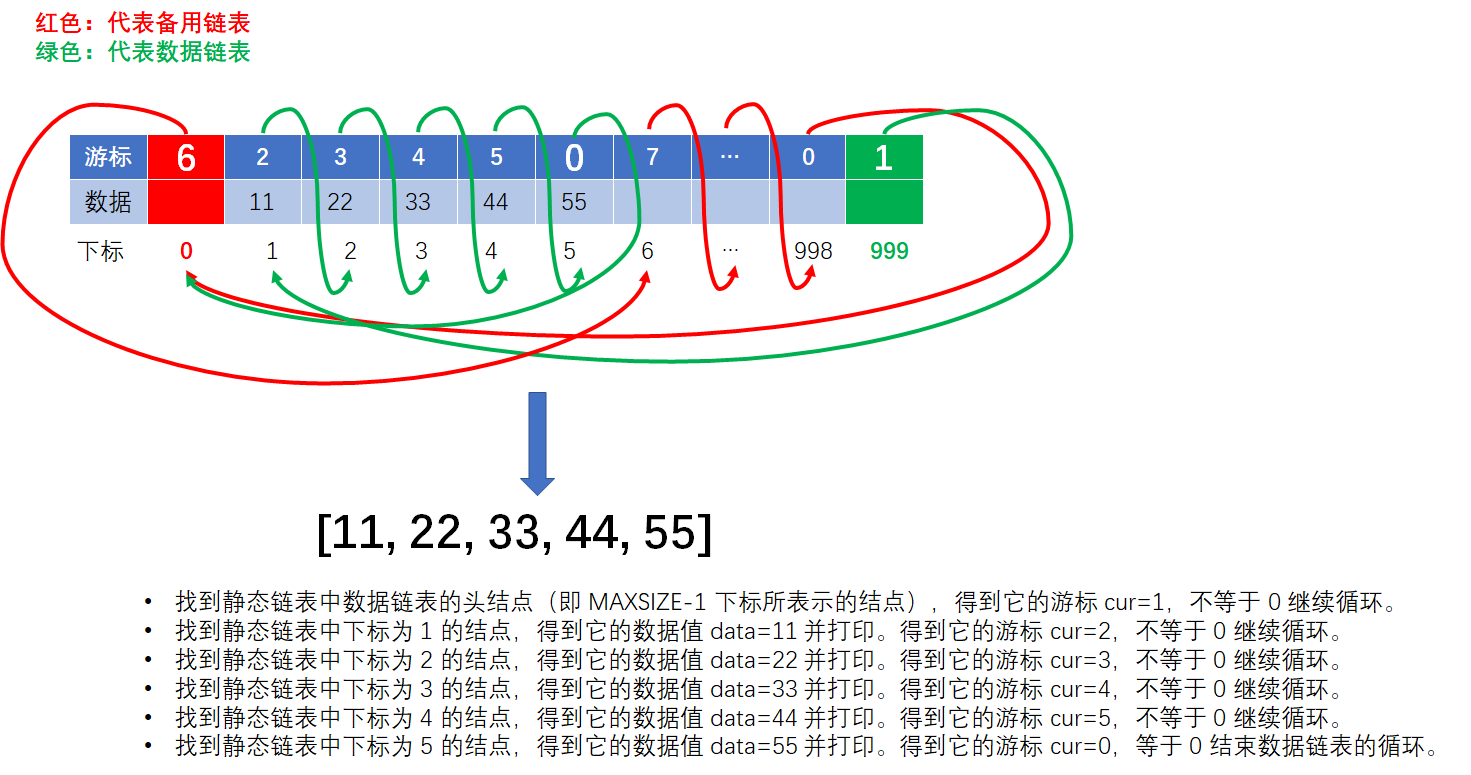 红色：代表备用链表
绿色：代表数据链表
游标 6 2 3 4 5 0 7 … 0 1
数据 11 22 33 44 55
下标 0 1 2 3 4 5 6 … 998 999
[11, 22, 33, 44, 55]
• 找到静态链表中数据链表的头结点（即 MAXSIZE-1 下标所表示的结点），得到它的游标 cur=1，不等于 0 继续循环。
• 找到静态链表中下标为 1 的结点，得到它的数据值 data=11 并打印。得到它的游标 cur=2，不等于 0 继续循环。
• 找到静态链表中下标为 2 的结点，得到它的数据值 data=22 并打印。得到它的游标 cur=3，不等于 0 继续循环。
• 找到静态链表中下标为 3 的结点，得到它的数据值 data=33 并打印。得到它的游标 cur=4，不等于 0 继续循环。
• 找到静态链表中下标为 4 的结点，得到它的数据值 data=44 并打印。得到它的游标 cur=5，不等于 0 继续循环。
• 找到静态链表中下标为 5 的结点，得到它的数据值 data=55 并打印。得到它的游标 cur=0，等于 0 结束数据链表的循环。